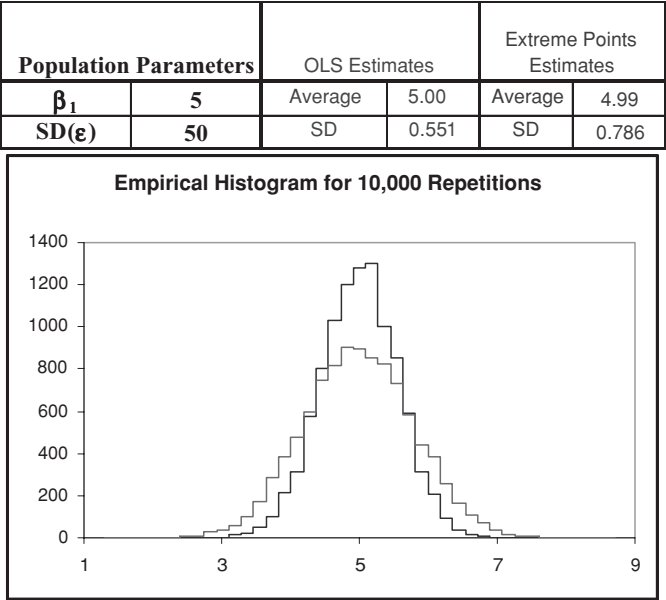 Population Parameters
OLS Estimates
Extreme Points
Estimates
β1 5 Average 5.00 Average 4.99
SD(ε) 50 SD 0.551 SD 0.786
Empirical Histogram for 10,000 Repetitions
1400
1200
1000
800
600
400
200
0
1 3 5 7 9